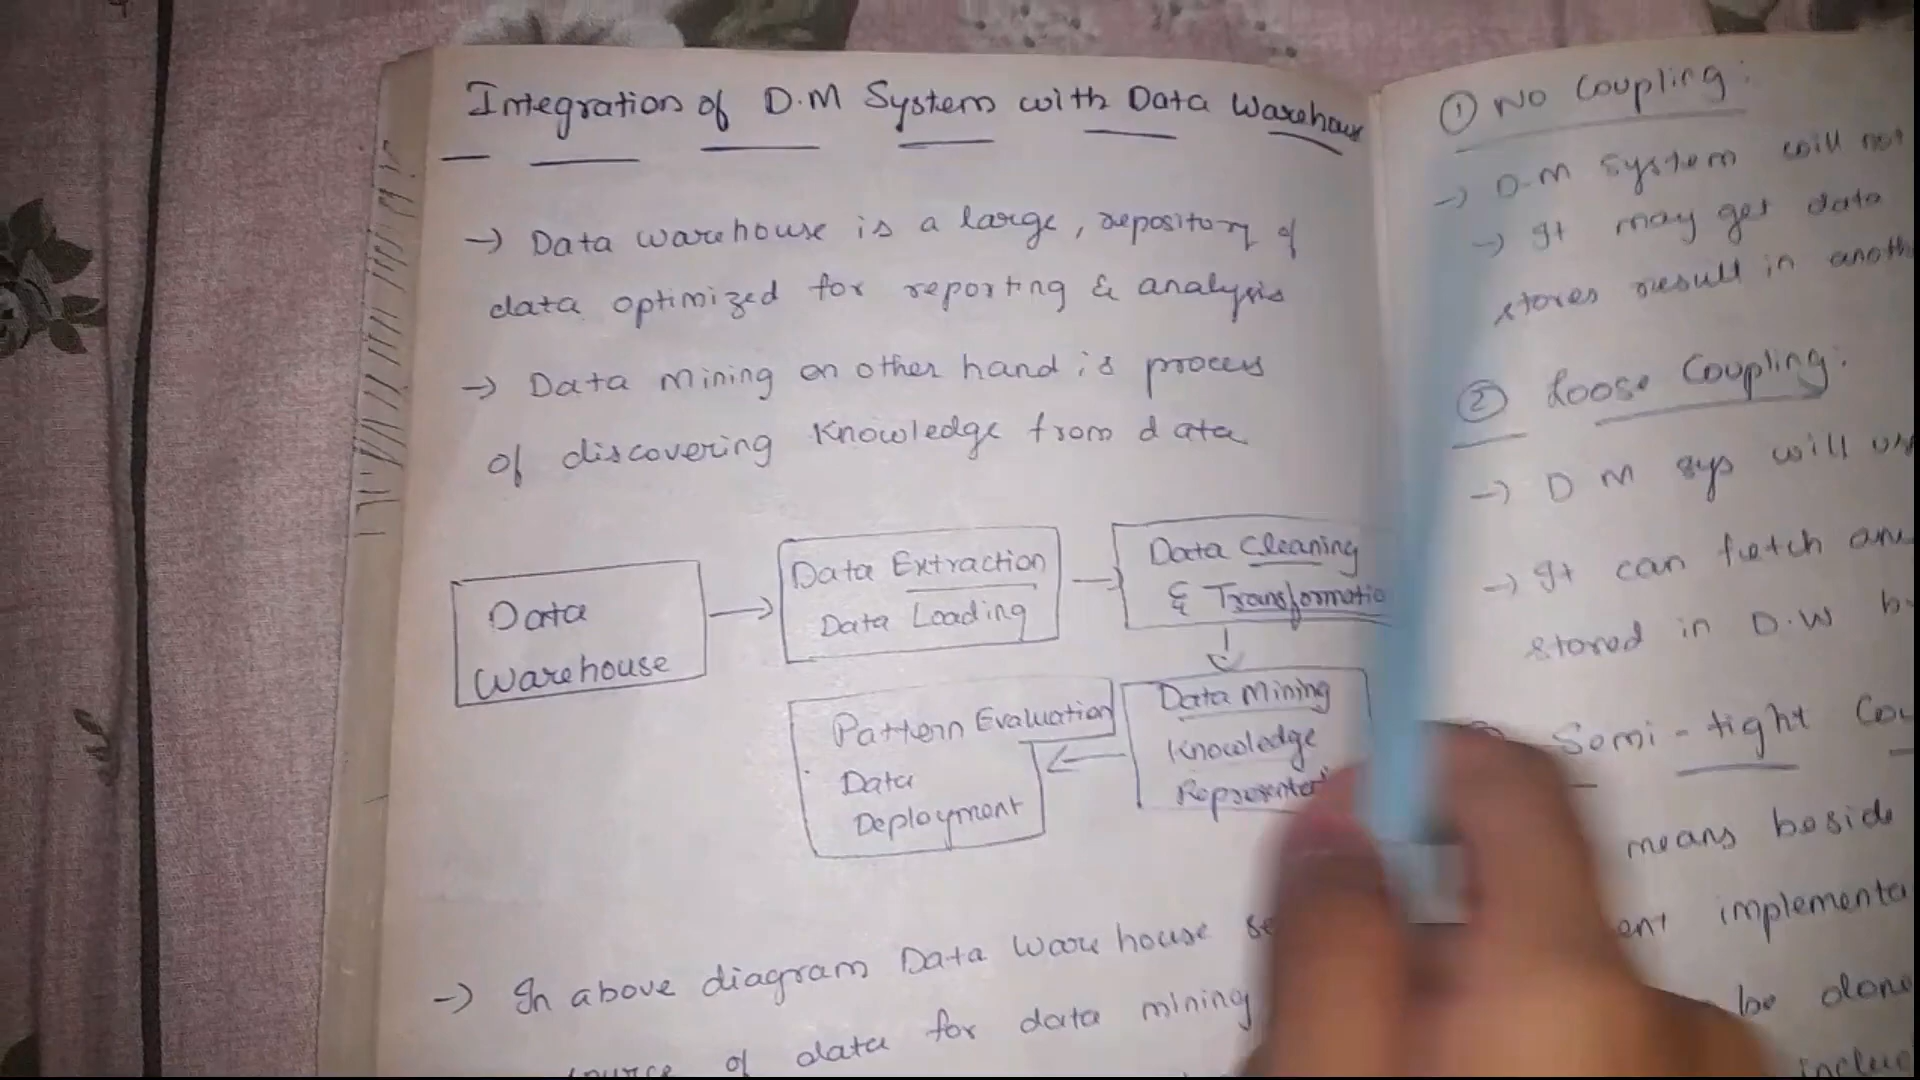 Integration of D.M System with Data Warehouse
→ Data warehouse is a large, repository of
data optimized for reporting & analysis
→ Data Mining on other hand is process
of discovering Knowledge from data
Data
Warehouse
Data Extraction
Data Loading
Data Cleaning
& Transformatio
Data Mining
Knowledge
Pattern Evaluation
Data
Deployment
→ In above diagram Data Warehouse
source of data for data mining
① No Coupling:
→ D.M System will not
→ It may get data
stores result in
② Loose Coupling:
→ D M sys will
→ It can fetch
stored in D.W
Semi-tight
means beside
be done